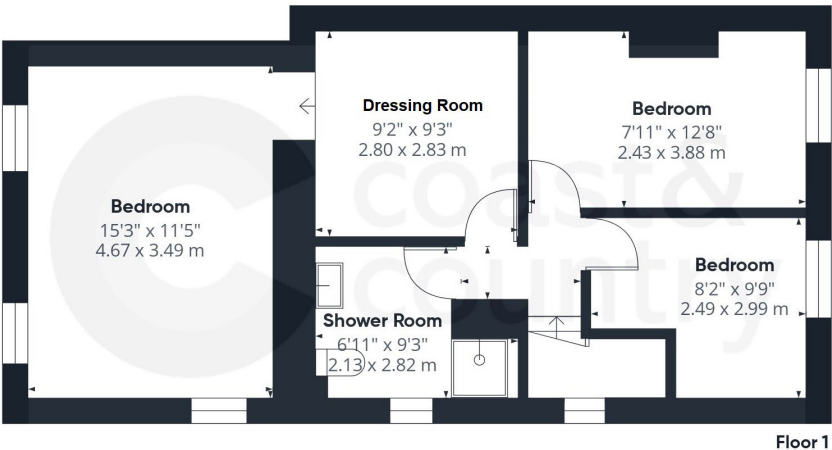 Dressing Room
9'2" x 9'3"
2.80 x 2.83 m
Bedroom
7'11" x 12'8"
2.43 x 3.88 m
Bedroom
15'3" x 11'5"
4.67 x 3.49 m
Bedroom
8'2" x 9'9"
2.49 x 2.99 m
Shower Room
6'11" x 9'3"
2.13 x 2.82 m
coast&
country
Floor 1